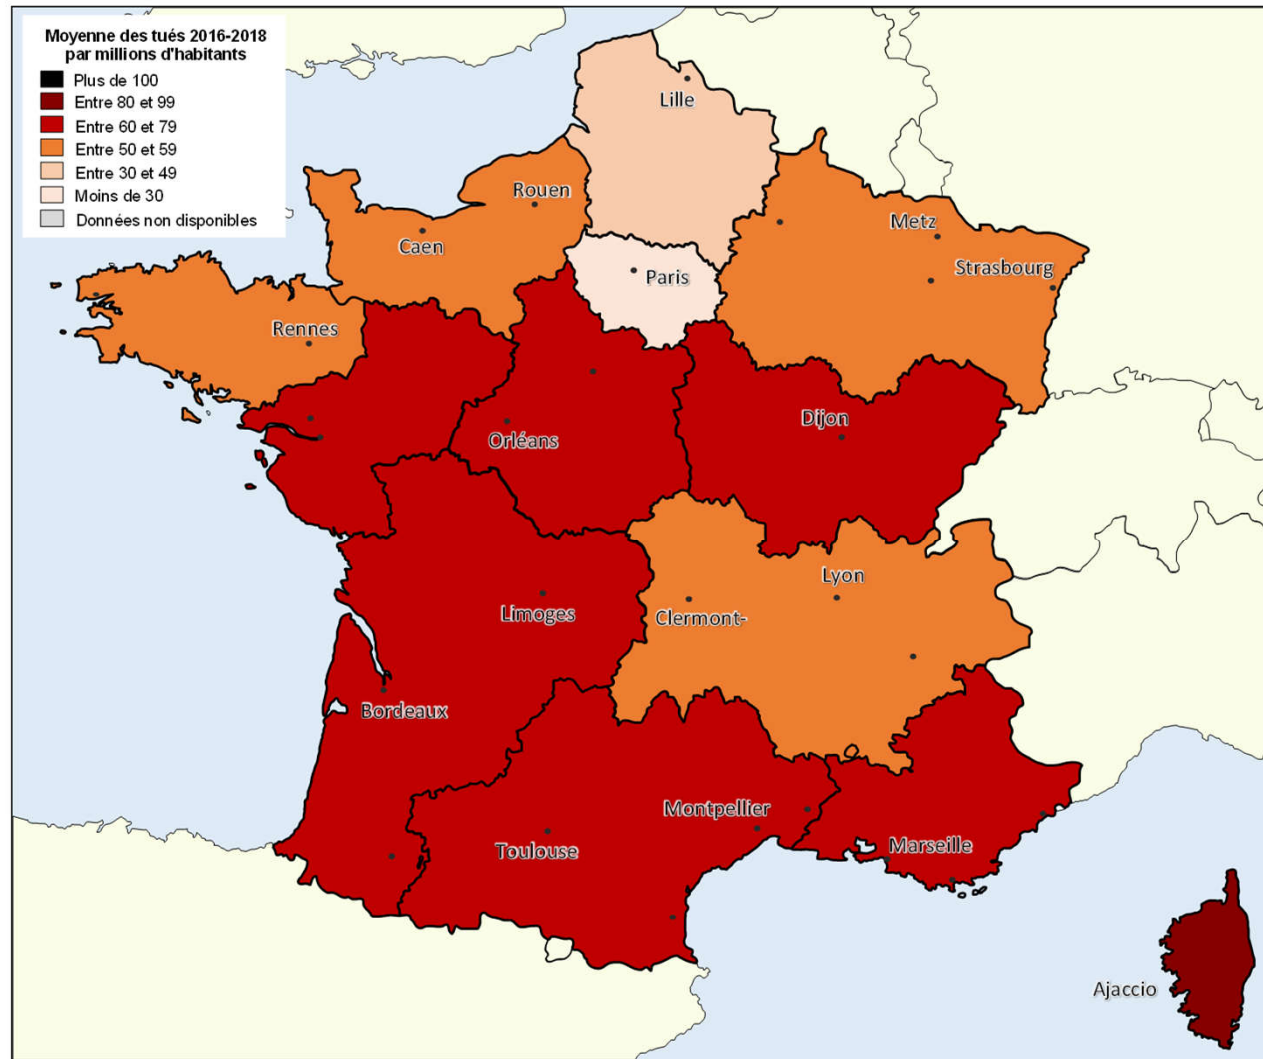 Moyenne des tués 2016-2018
par millions d'habitants
Plus de 100
Entre 80 et 99
Entre 60 et 79
Entre 50 et 59
Entre 30 et 49
Moins de 30
Données non disponibles
Lille
Rouen
Caen
Metz
Strasbourg
Paris
Rennes
Orléans
Dijon
Lyon
Clermont-
Limoges
Bordeaux
Montpellier
Toulouse
Marseille
Ajaccio